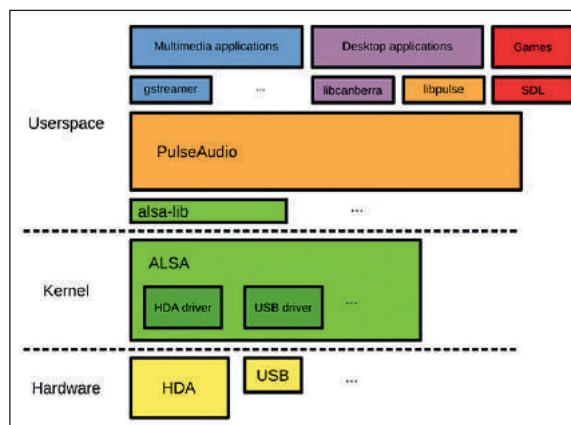 Multimedia applications
Desktop applications
Games
gstreamer
...
libcanberra
libpulse
SDL
Userspace
PulseAudio
alsa-lib
...
Kernel
ALSA
HDA driver
USB driver
...
Hardware
HDA
USB
...